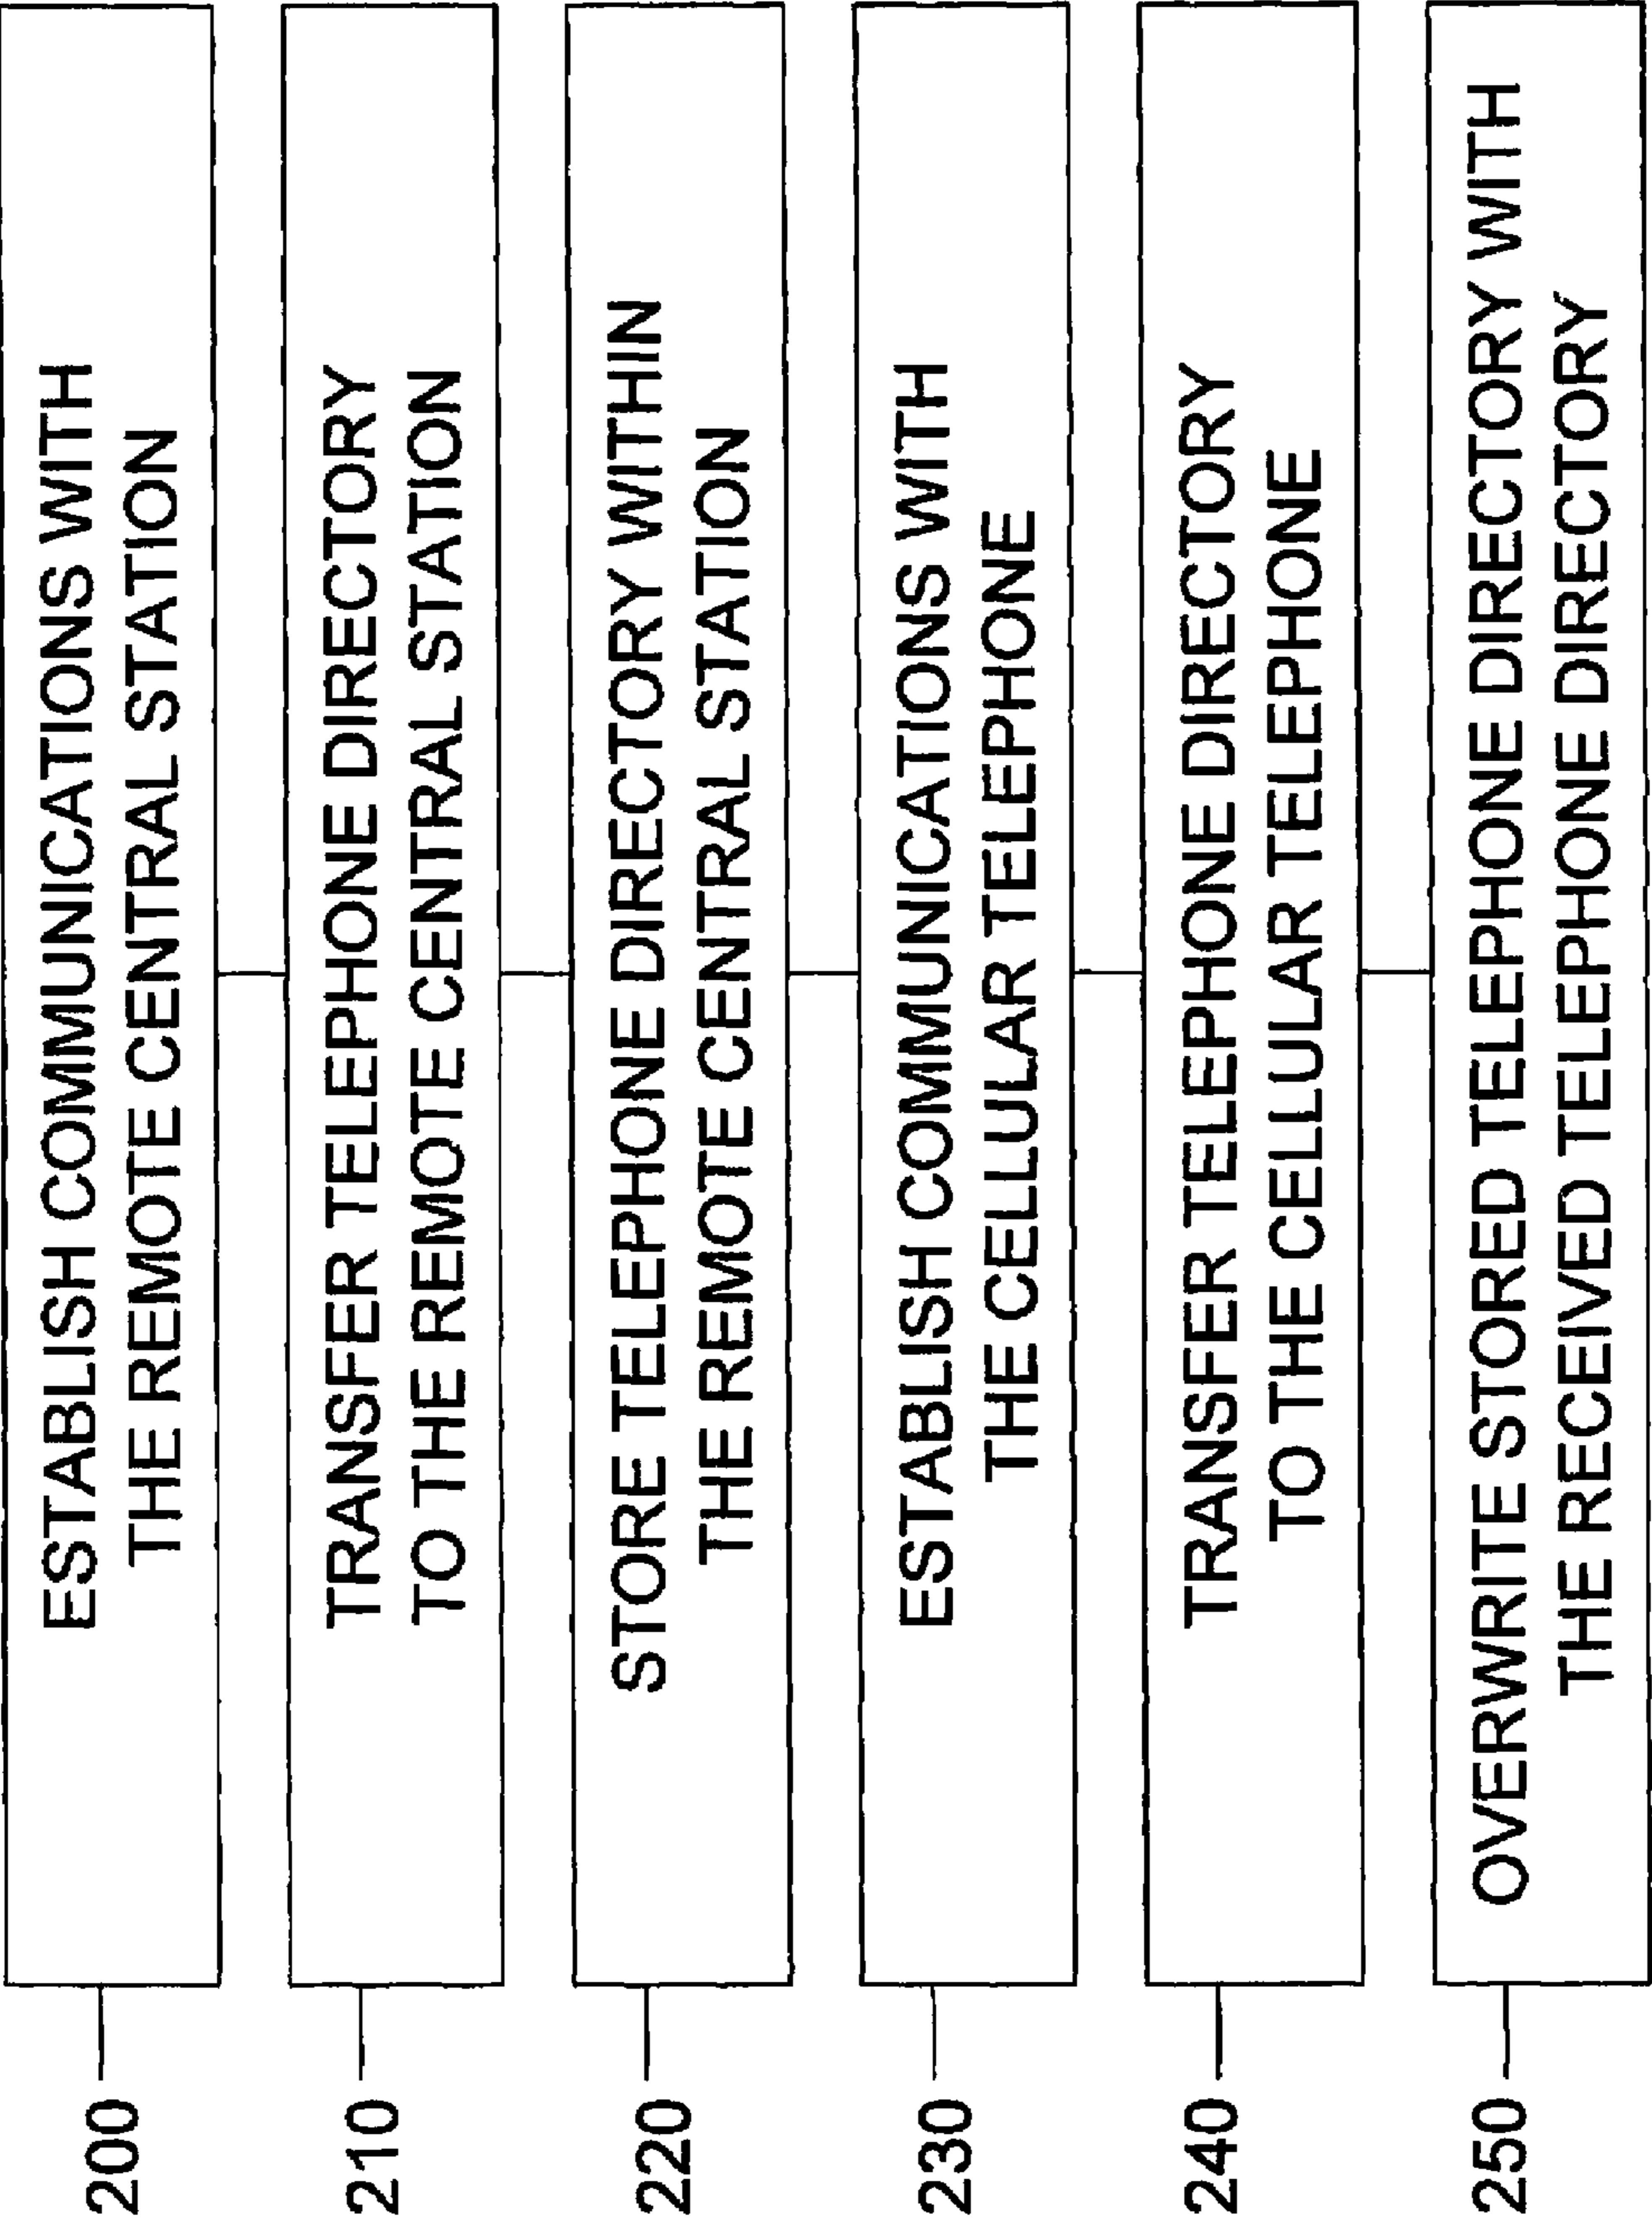 200
ESTABLISH COMMUNICATIONS WITH
THE REMOTE CENTRAL STATION
210
TRANSFER TELEPHONE DIRECTORY
TO THE REMOTE CENTRAL STATION
220
STORE TELEPHONE DIRECTORY WITHIN
THE REMOTE CENTRAL STATION
230
ESTABLISH COMMUNICATIONS WITH
THE CELLULAR TELEPHONE
240
TRANSFER TELEPHONE DIRECTORY
TO THE CELLULAR TELEPHONE
250
OVERWRITE STORED TELEPHONE DIRECTORY WITH
THE RECEIVED TELEPHONE DIRECTORY